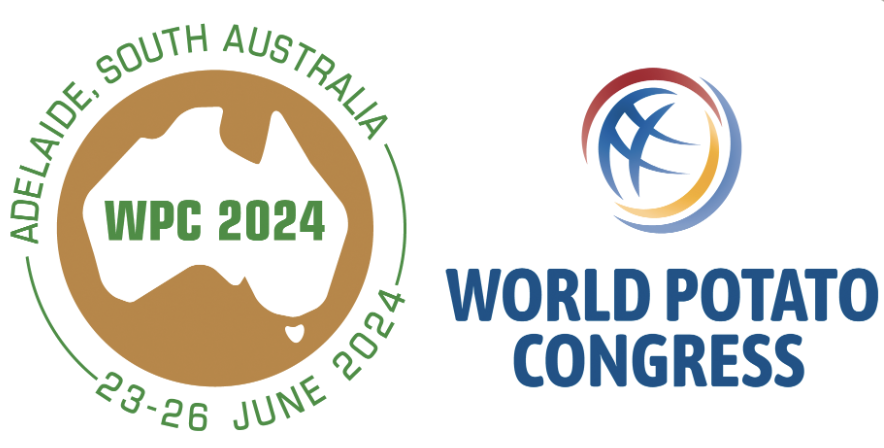 ADELAIDE, SOUTH AUSTRALIA
WPC 2024
23-26 JUNE 2024
WORLD POTATO
CONGRESS